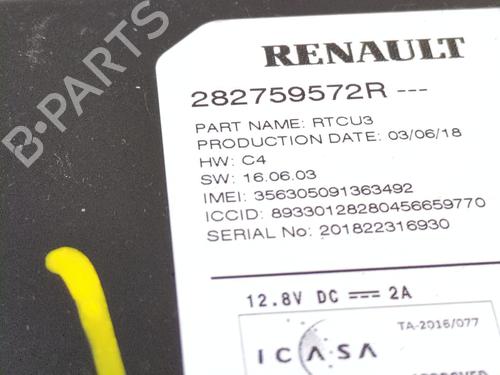 RENAULT
282759572R ---
PART NAME: RTCU3
PRODUCTION DATE: 03/06/18
HW: C4
SW: 16.06.03
IMEI: 356305091363492
ICCID: 89330128280456659770
SERIAL No: 201822316930
12.8V DC 2A
TA-2016/077
ICASA
APPROVED
B-PARTS